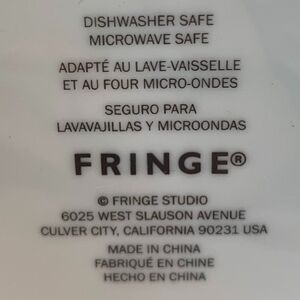 DISHWASHER SAFE
MICROWAVE SAFE
ADAPTÉ AU LAVE-VAISSELLE
ET AU FOUR MICRO-ONDES
SEGURO PARA
LAVAVAJILLAS Y MICROONDAS
FRINGE®
© FRINGE STUDIO
6025 WEST SLAUSON AVENUE
CULVER CITY, CALIFORNIA 90231 USA
MADE IN CHINA
FABRIQUÉ EN CHINE
HECHO EN CHINA